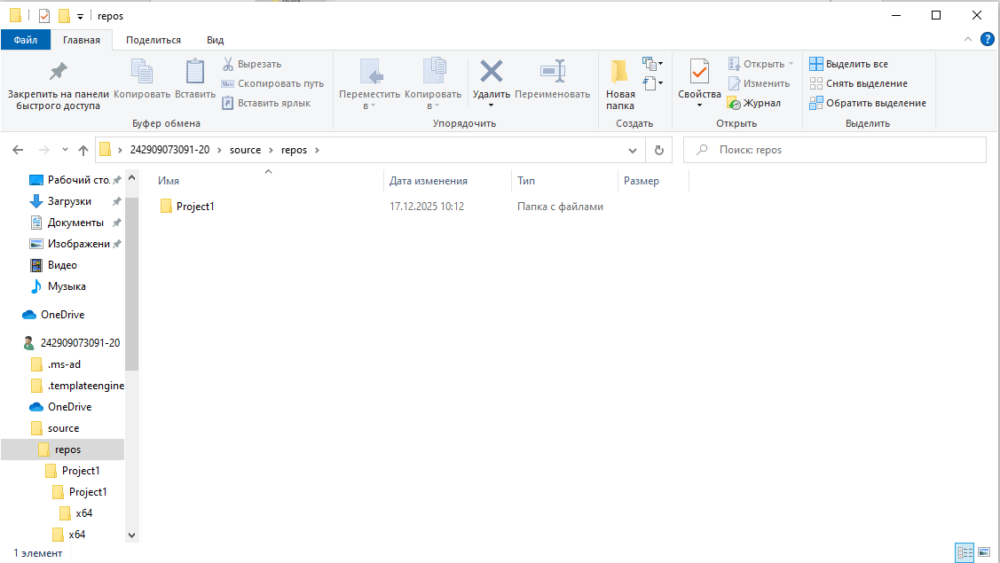 repos
Файл Главная Поделиться Вид
Закрепить на панели быстрого доступа
Копировать
Вставить
Вырезать
Скопировать путь
Вставить ярлык
Буфер обмена
Переместить в
Копировать в
Удалить
Переименовать
Упорядочить
Новая папка
Создать
Свойства
Открыть
Изменить
Журнал
Открыть
Выделить все
Снять выделение
Обратить выделение
Выделить
242909073091-20 source repos
Поиск: repos
Рабочий сто
Загрузки
Документы
Изображени
Видео
Музыка
OneDrive
242909073091-20
.ms-ad
.templateengine
OneDrive
source
repos
Project1
Project1
x64
x64
Имя Дата изменения Тип Размер
Project1 17.12.2025 10:12 Папка с файлами
1 элемент